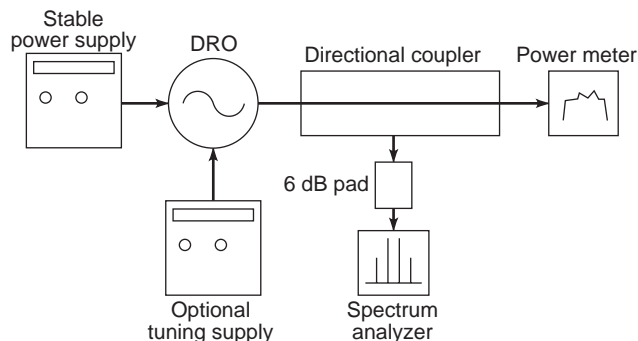 Stable
power supply
DRO
Directional coupler
Power meter
6 dB pad
Optional
tuning supply
Spectrum
analyzer